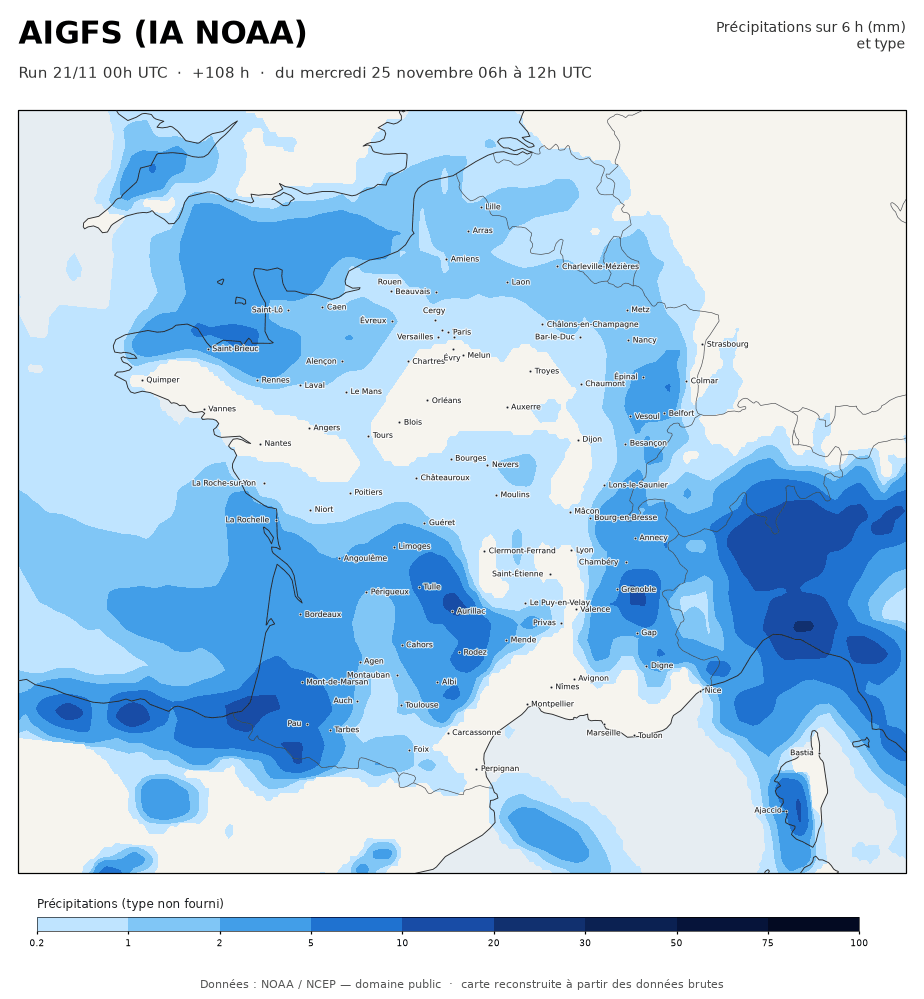 AIGFS (IA NOAA)
Précipitations sur 6 h (mm)
et type
Run 21/11 00h UTC · +108 h · du mercredi 25 novembre 06h à 12h UTC
Lille
Arras
Amiens
Charleville-Mézières
Rouen
Beauvais
Laon
Saint-Lô
Caen
Cergy
Metz
Évreux
Châlons-en-Champagne
Versailles
Paris
Bar-le-Duc
Nancy
Strasbourg
Saint-Brieuc
Alençon
Chartres
Évry
Melun
Troyes
Épinal
Quimper
Rennes
Laval
Chaumont
Colmar
Le Mans
Orléans
Vannes
Auxerre
Vesoul
Belfort
Blois
Angers
Tours
Nantes
Dijon
Besançon
Bourges
Nevers
La Roche-sur-Yon
Châteauroux
Lons-le-Saunier
Poitiers
Moulins
Niort
Mâcon
La Rochelle
Guéret
Bourg-en-Bresse
Annecy
Limoges
Clermont-Ferrand
Lyon
Angoulême
Chambéry
Saint-Étienne
Tulle
Périgueux
Grenoble
Le Puy-en-Velay
Valence
Bordeaux
Aurillac
Privas
Gap
Cahors
Mende
Rodez
Agen
Digne
Montauban
Mont-de-Marsan
Albi
Avignon
Nîmes
Nice
Auch
Toulouse
Montpellier
Pau
Tarbes
Carcassonne
Marseille
Toulon
Foix
Bastia
Perpignan
Ajaccio
Précipitations (type non fourni)
0.2 1 2 5 10 20 30 50 75 100
Données : NOAA / NCEP — domaine public · carte reconstruite à partir des données brutes